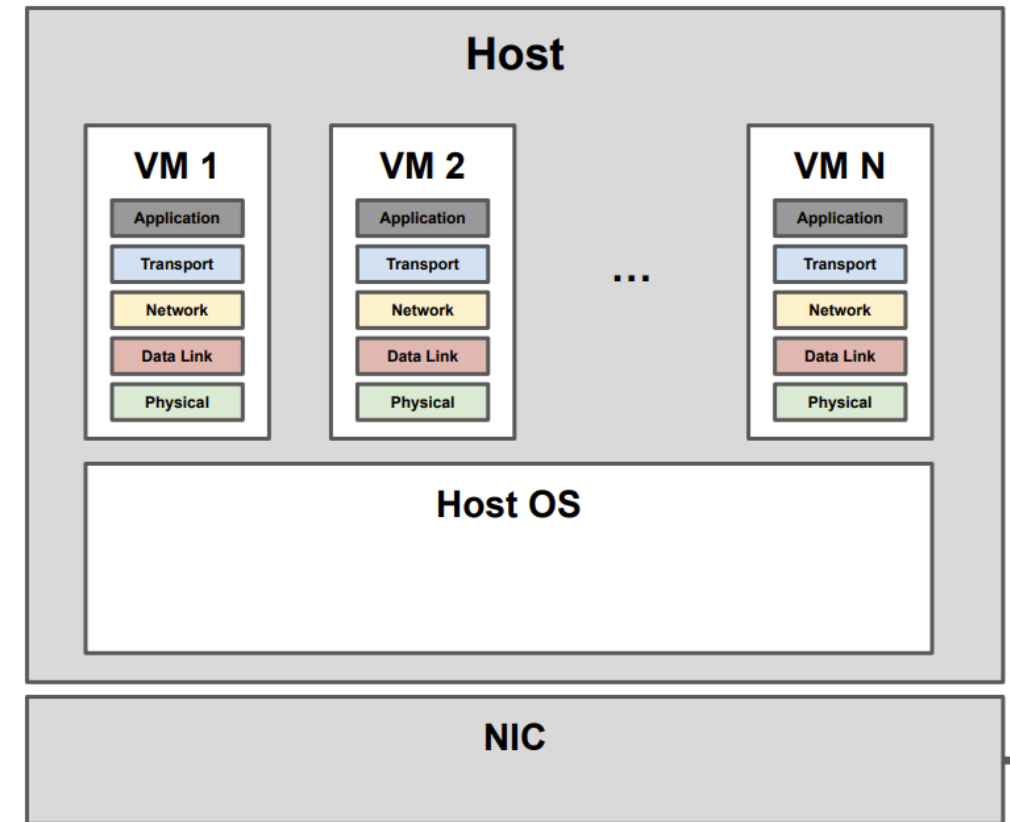 Host
VM 1
Application
Transport
Network
Data Link
Physical
VM 2
Application
Transport
Network
Data Link
Physical
...
VM N
Application
Transport
Network
Data Link
Physical
Host OS
NIC